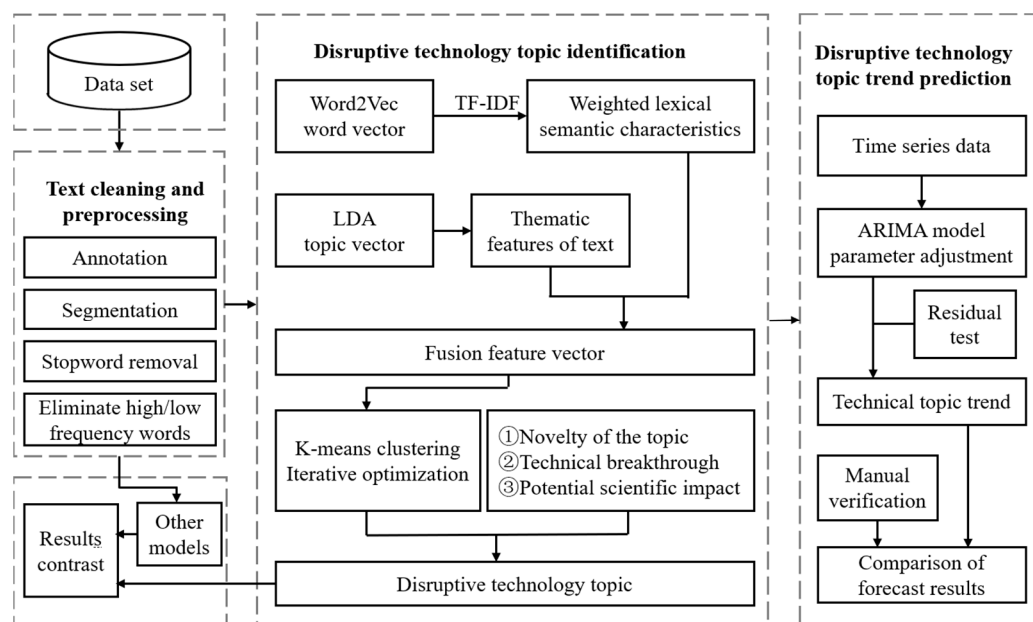 Data set
Text cleaning and
preprocessing
Annotation
Segmentation
Stopword removal
Eliminate high/low
frequency words
Other
models
Results
contrast
Disruptive technology topic identification
Word2Vec
word vector
TF-IDF
Weighted lexical
semantic characteristics
LDA
topic vector
Thematic
features of text
Fusion feature vector
K-means clustering
Iterative optimization
①Novelty of the topic
②Technical breakthrough
③Potential scientific impact
Disruptive technology topic
Disruptive technology
topic trend prediction
Time series data
ARIMA model
parameter adjustment
Residual
test
Technical topic trend
Manual
verification
Comparison of
forecast results